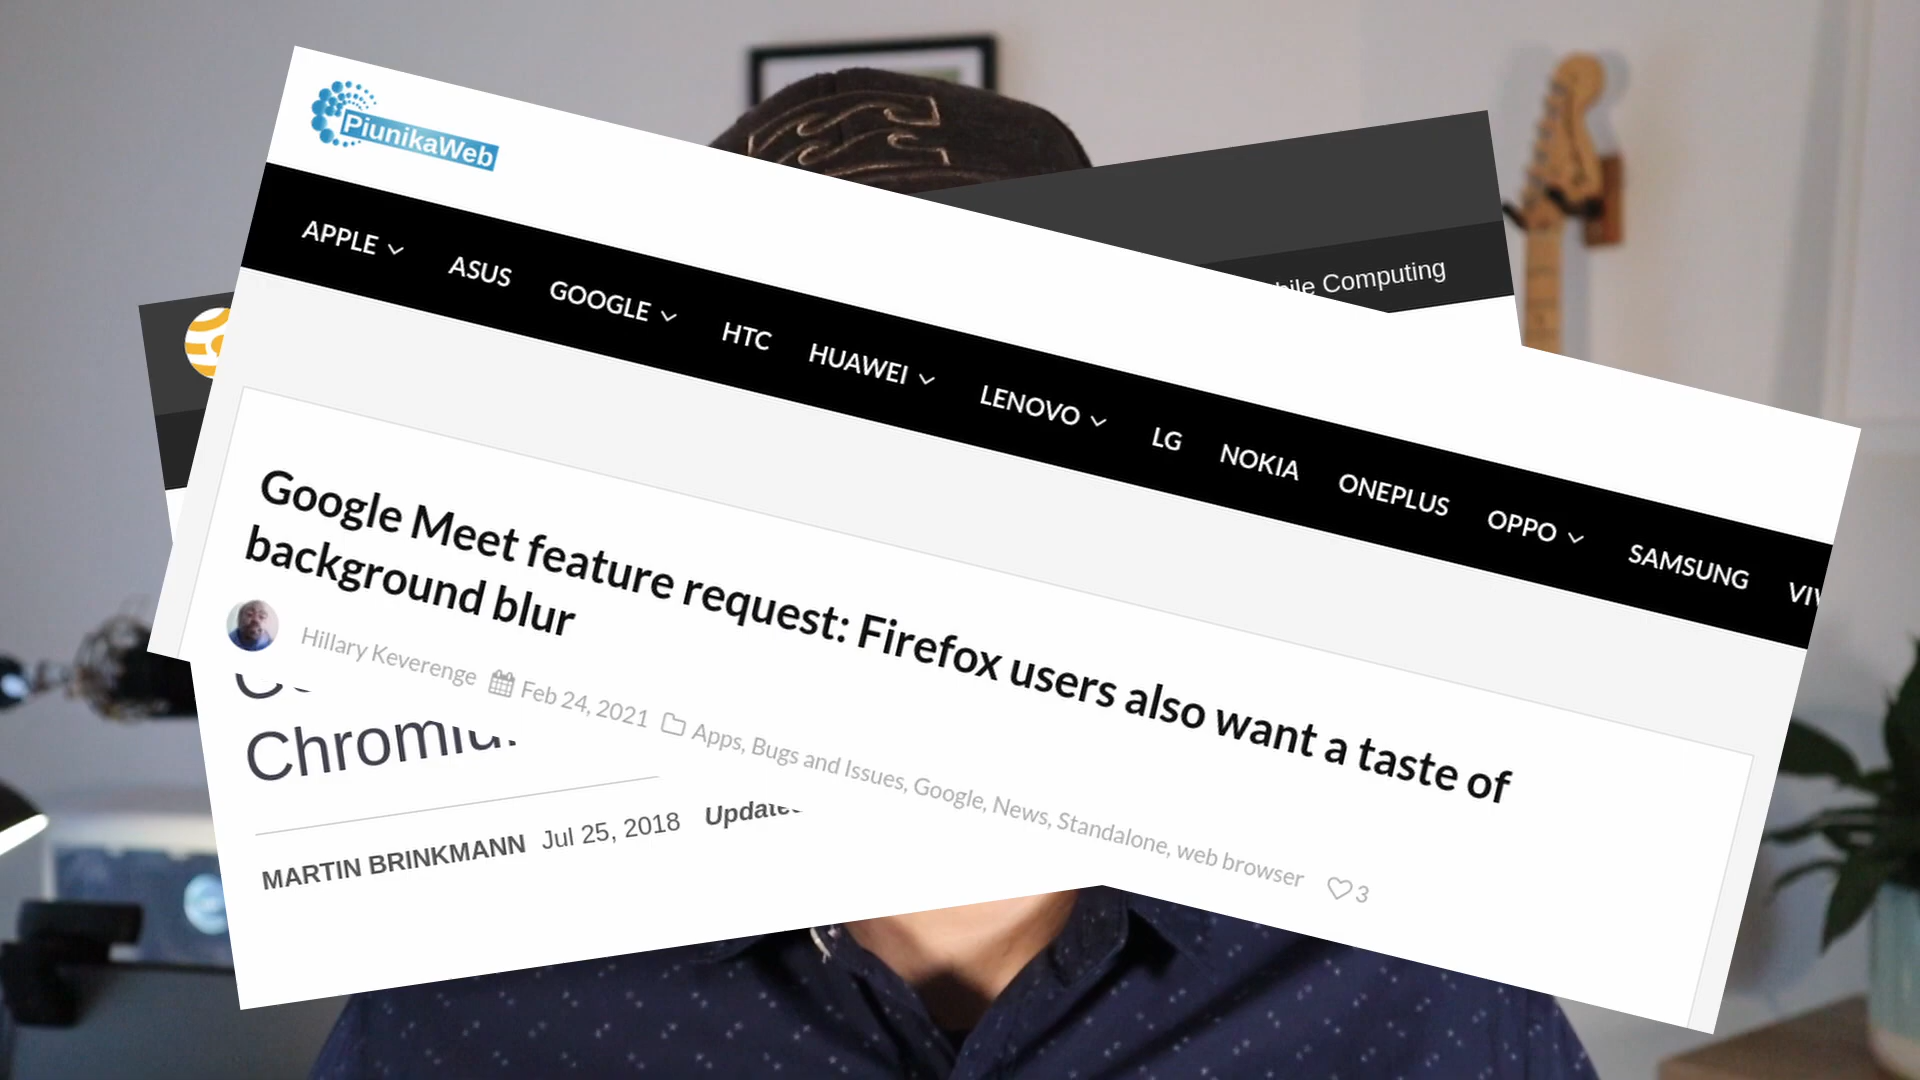 PiunikaWeb
APPLE ASUS GOOGLE HTC HUAWEI LENOVO LG NOKIA ONEPLUS OPPO SAMSUNG
Computing
Google Meet feature request: Firefox users also want a taste of
background blur
Hillary Keverenge Feb 24, 2021 Apps, Bugs and Issues, Google, News, Standalone, web browser 3
MARTIN BRINKMANN Jul 25, 2018